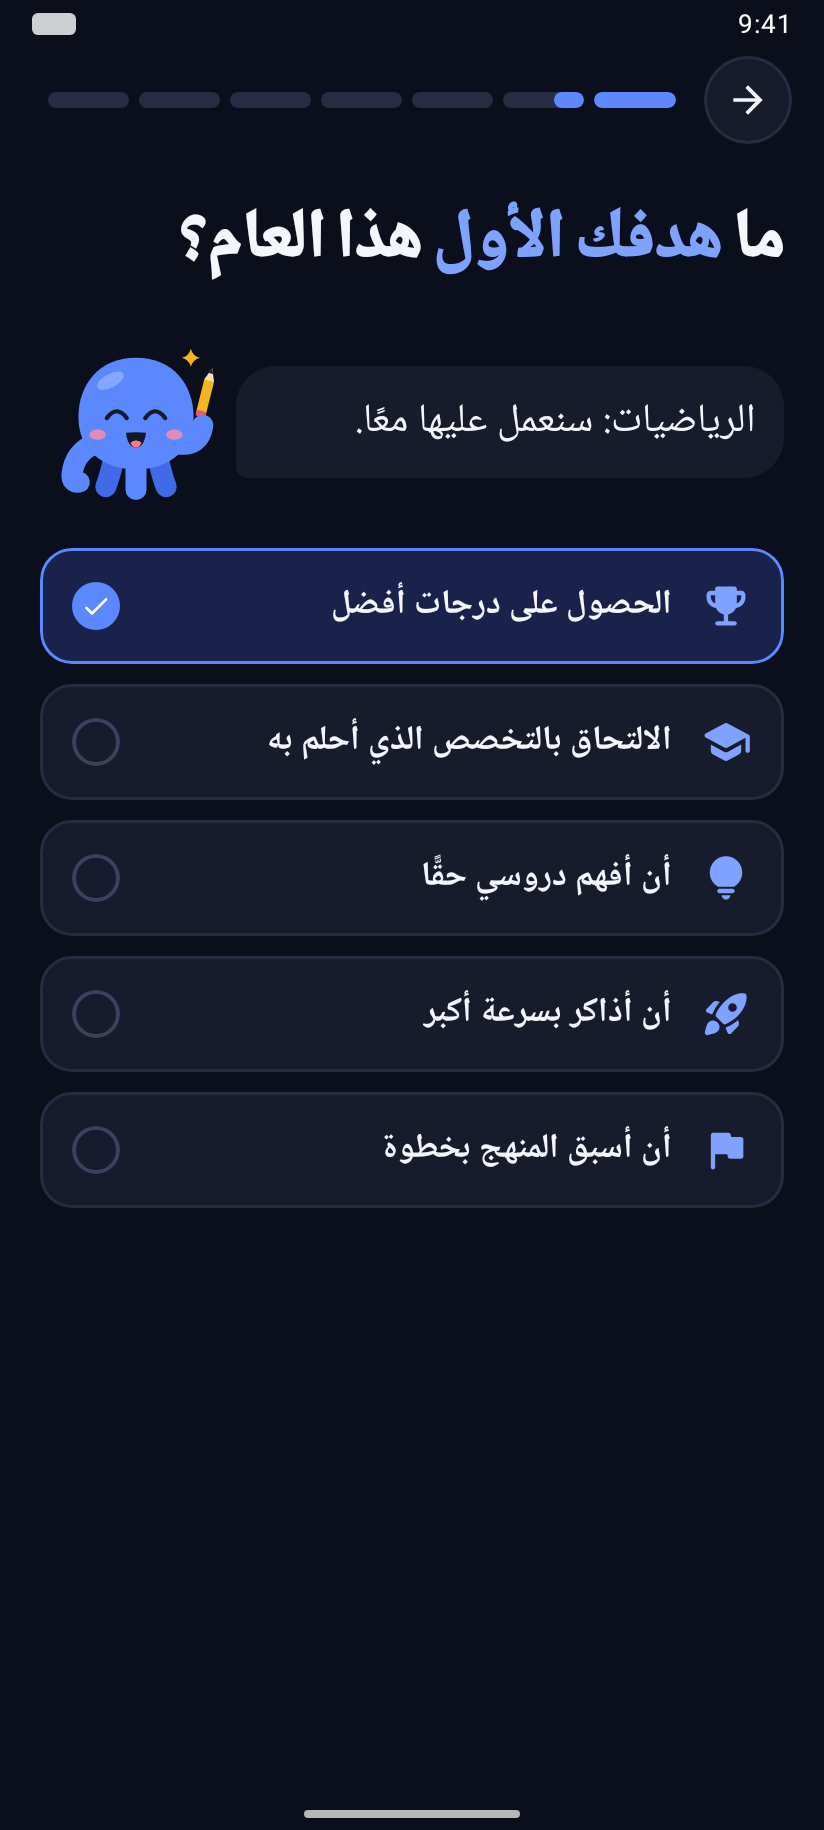 9:41
ما هدفك الأول هذا العام؟
الرياضيات: سنعمل عليها معًا.
الحصول على درجات أفضل
الالتحاق بالتخصص الذي أحلم به
أن أفهم دروسي حقًّا
أن أذاكر بسرعة أكبر
أن أسبق المنهج بخطوة